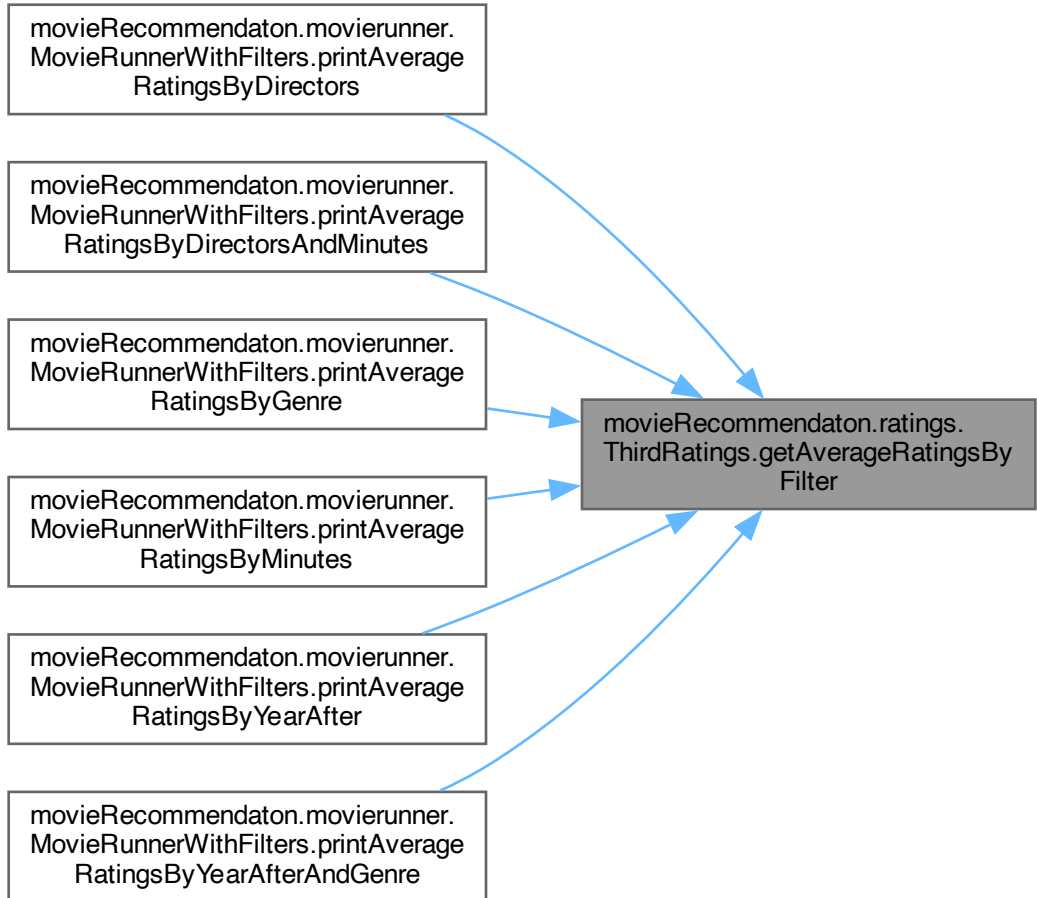 movieRecommendaton.movierunner.
MovieRunnerWithFilters.printAverage
RatingsByDirectors
movieRecommendaton.movierunner.
MovieRunnerWithFilters.printAverage
RatingsByDirectorsAndMinutes
movieRecommendaton.movierunner.
MovieRunnerWithFilters.printAverage
RatingsByGenre
movieRecommendaton.ratings.
ThirdRatings.getAverageRatingsBy
Filter
movieRecommendaton.movierunner.
MovieRunnerWithFilters.printAverage
RatingsByMinutes
movieRecommendaton.movierunner.
MovieRunnerWithFilters.printAverage
RatingsByYearAfter
movieRecommendaton.movierunner.
MovieRunnerWithFilters.printAverage
RatingsByYearAfterAndGenre